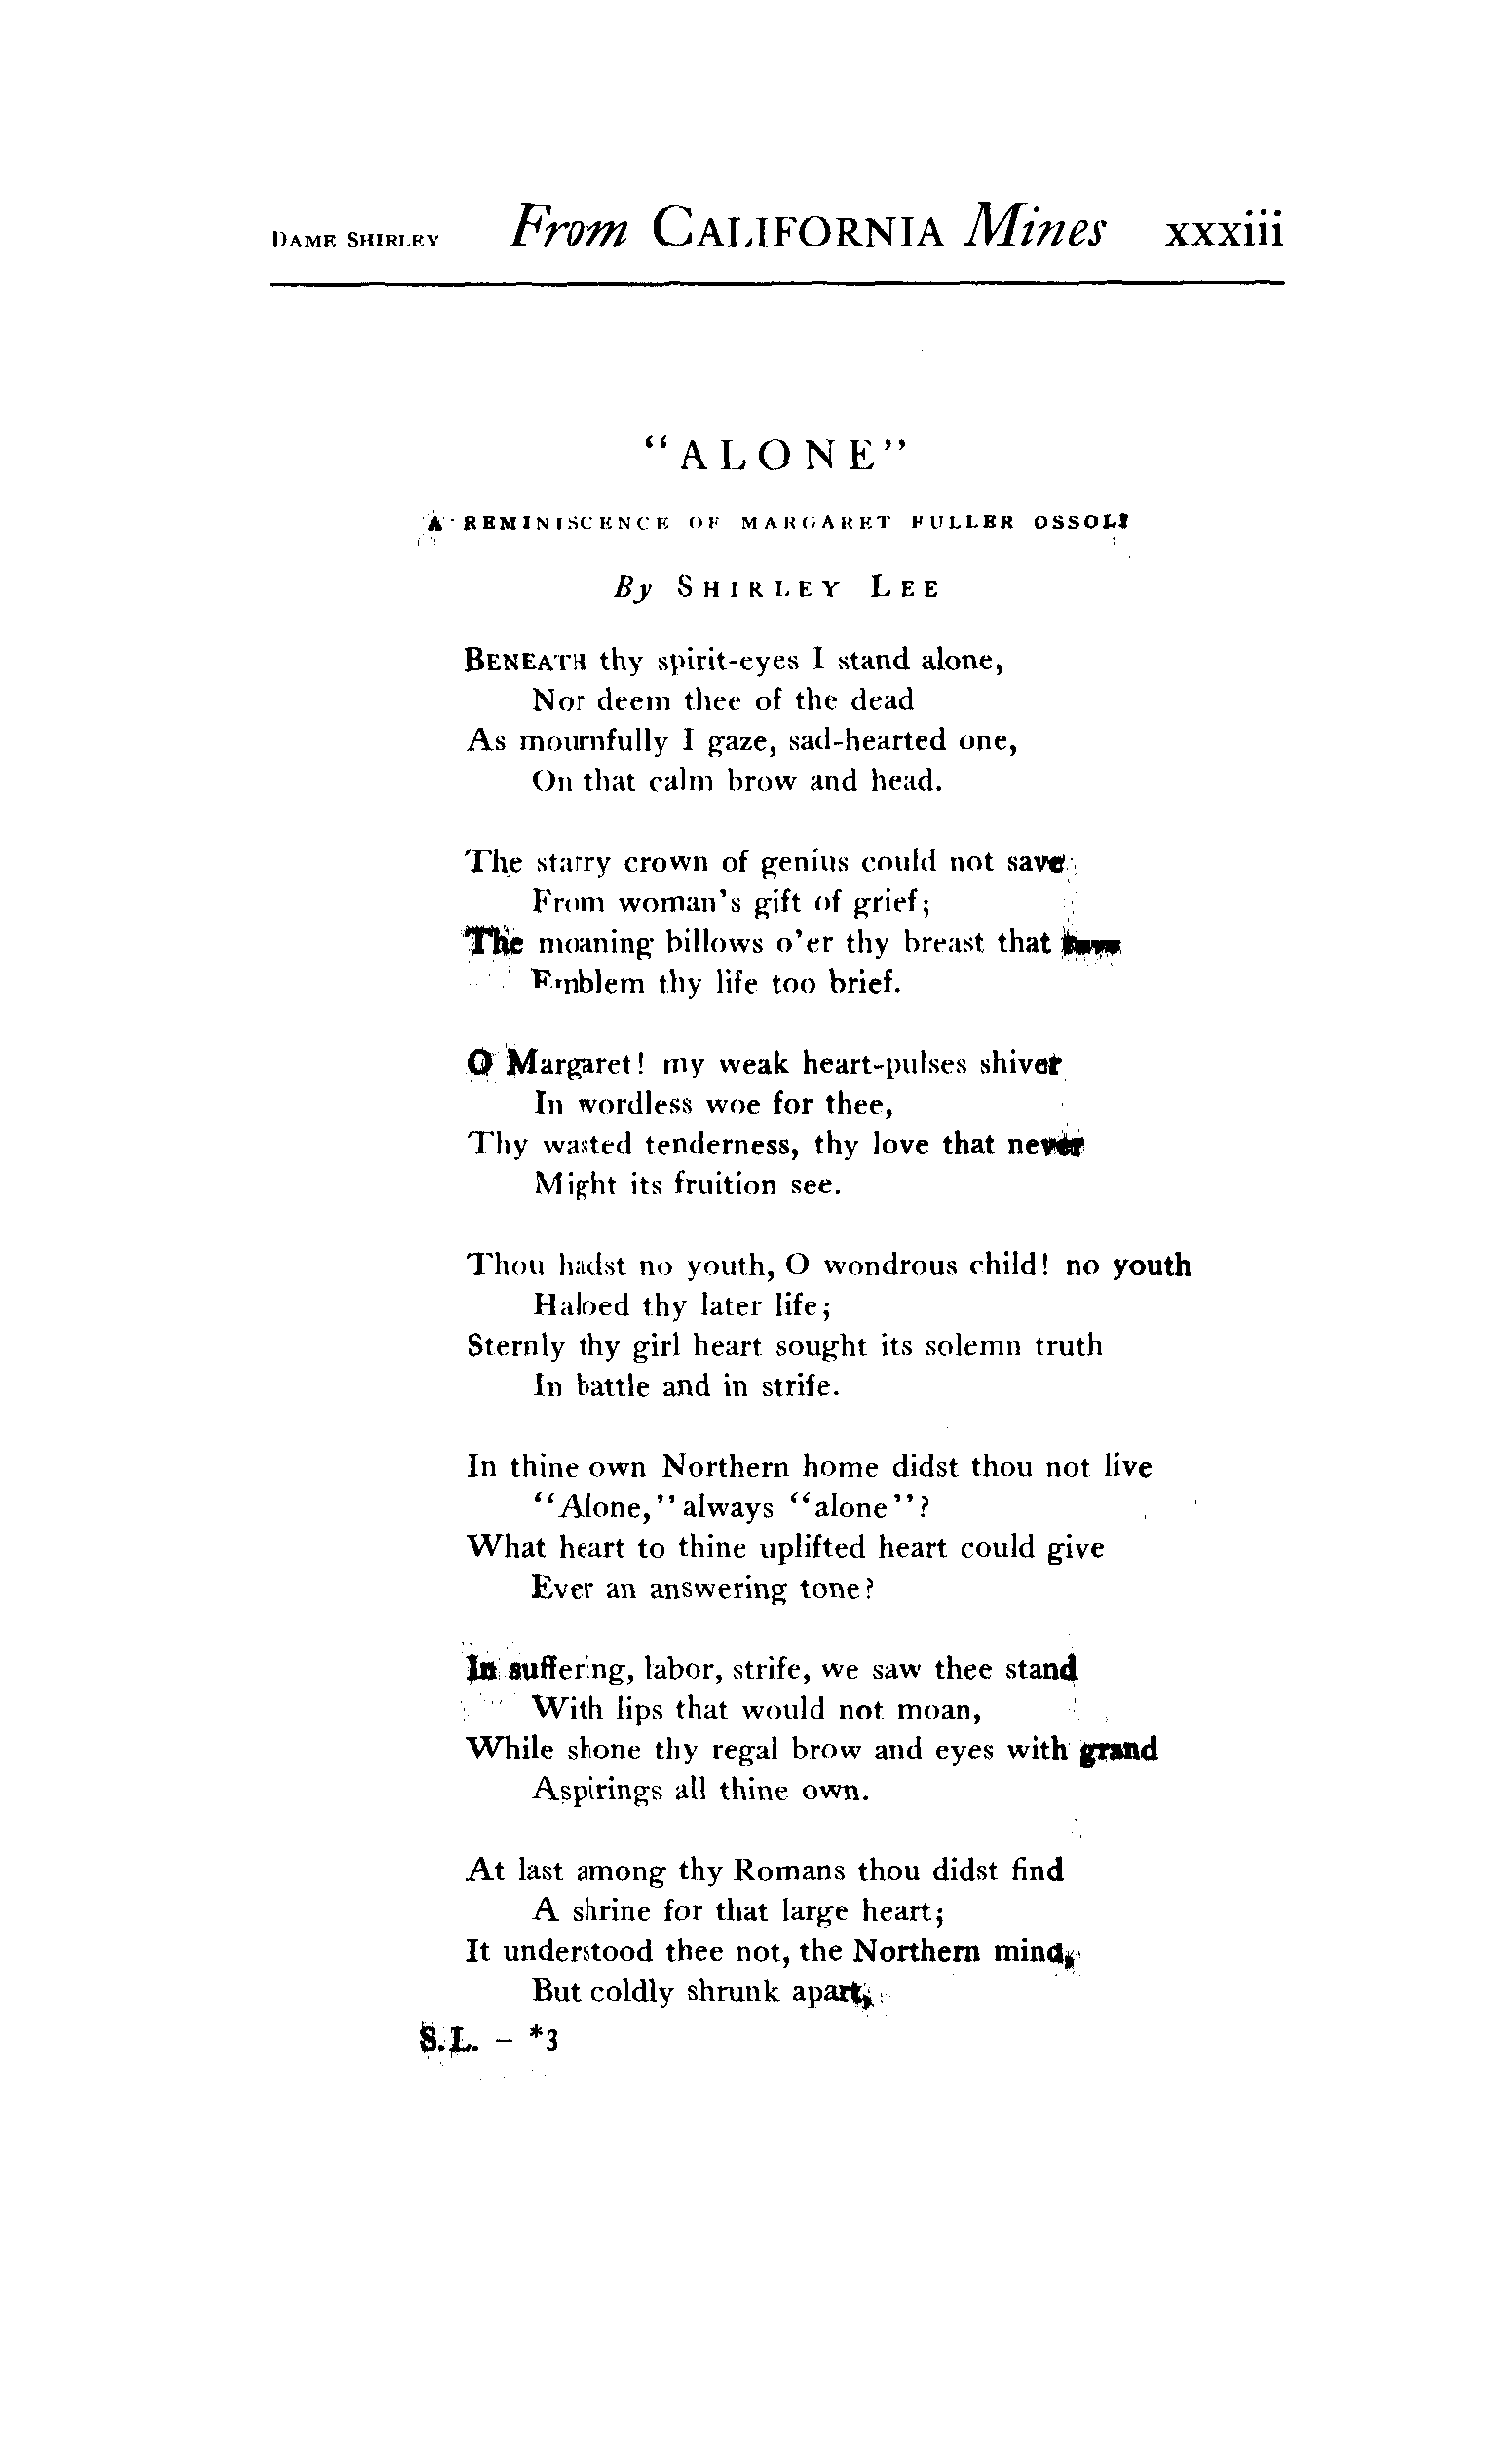 DAME SHIRLEY From CALIFORNIA Mines xxxiii
"ALONE"
A REMINISCENCE OF MARGARET FULLER OSSOLI
By SHIRLEY LEE
BENEATH thy spirit-eyes I stand alone,
Nor deem thee of the dead
As mournfully I gaze, sad-hearted one,
On that calm brow and head.
The starry crown of genius could not save
From woman's gift of grief;
The moaning billows o'er thy breast that
Emblem thy life too brief.
O Margaret! my weak heart-pulses shiver
In wordless woe for thee,
Thy wasted tenderness, thy love that never
Might its fruition see.
Thou hadst no youth, O wondrous child! no youth
Haloed thy later life;
Sternly thy girl heart sought its solemn truth
In battle and in strife.
In thine own Northern home didst thou not live
"Alone," always "alone"?
What heart to thine uplifted heart could give
Ever an answering tone?
In suffering, labor, strife, we saw thee stand
With lips that would not moan,
While shone thy regal brow and eyes with grand
Aspirings all thine own.
At last among thy Romans thou didst find
A shrine for that large heart;
It understood thee not, the Northern mind,
But coldly shrunk apart,
S.L. – *3